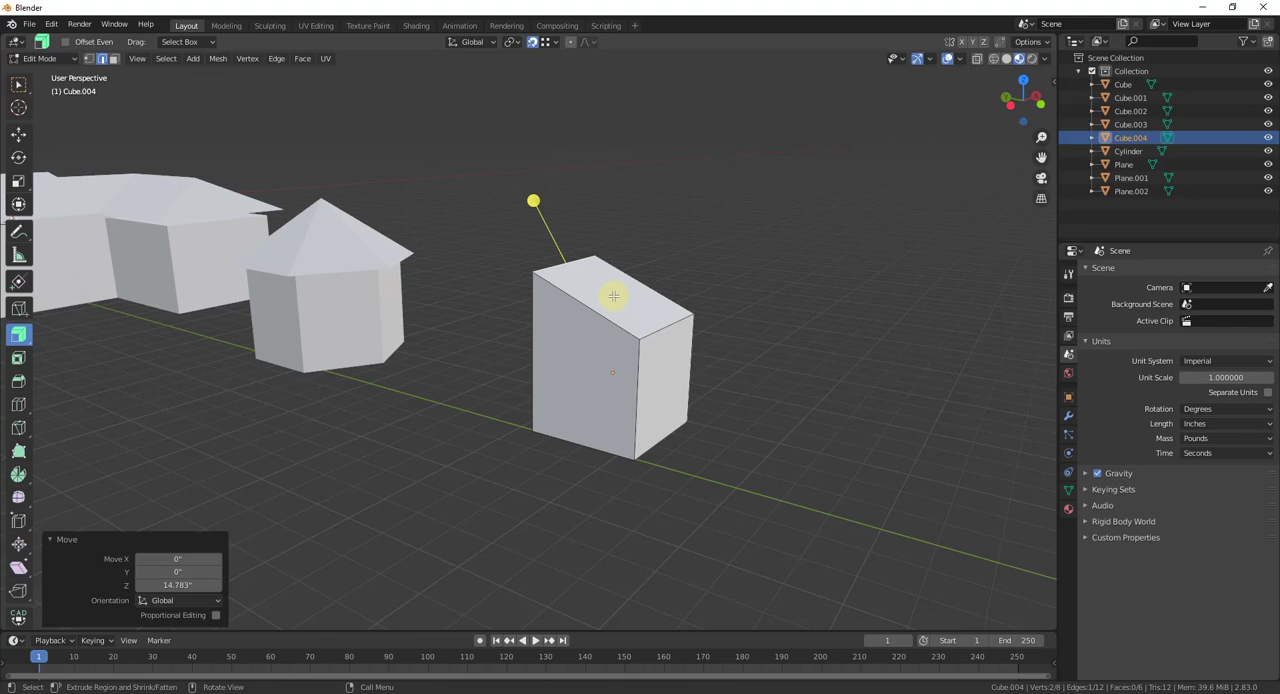 Blender
File Edit Render Window Help Layout Modeling Sculpting UV Editing Texture Paint Shading Animation Rendering Compositing Scripting + Scene View Layer
Offset Even Drag: Select Box Global X Y Z Options
Edit Mode View Select Add Mesh Vertex Edge Face UV
User Perspective
(1) Cube.004
Z
Y X
Scene Collection
Collection
Cube
Cube.001
Cube.002
Cube.003
Cube.004
Cylinder
Plane
Plane.001
Plane.002
Scene
Scene
Camera
Background Scene
Active Clip
Units
Unit System Imperial
Unit Scale 1.000000
Separate Units
Rotation Degrees
Length Inches
Mass Pounds
Time Seconds
Gravity
Keying Sets
Audio
Rigid Body World
Custom Properties
CAD
Move
Move X 0"
Y 0"
Z 14.783"
Orientation Global
Proportional Editing
Playback Keying View Marker 1 Start 1 End 250
1 10 20 30 40 50 60 70 80 90 100 110 120 130 140 150 160 170 180 190 200 210 220 230 240 250
Select Extrude Region and Shrink/Fatten Rotate View Call Menu Cube.004 | Verts:2/8 | Edges:1/12 | Faces:0/6 | Tris:12 | Mem: 39.6 MiB | 2.83.0